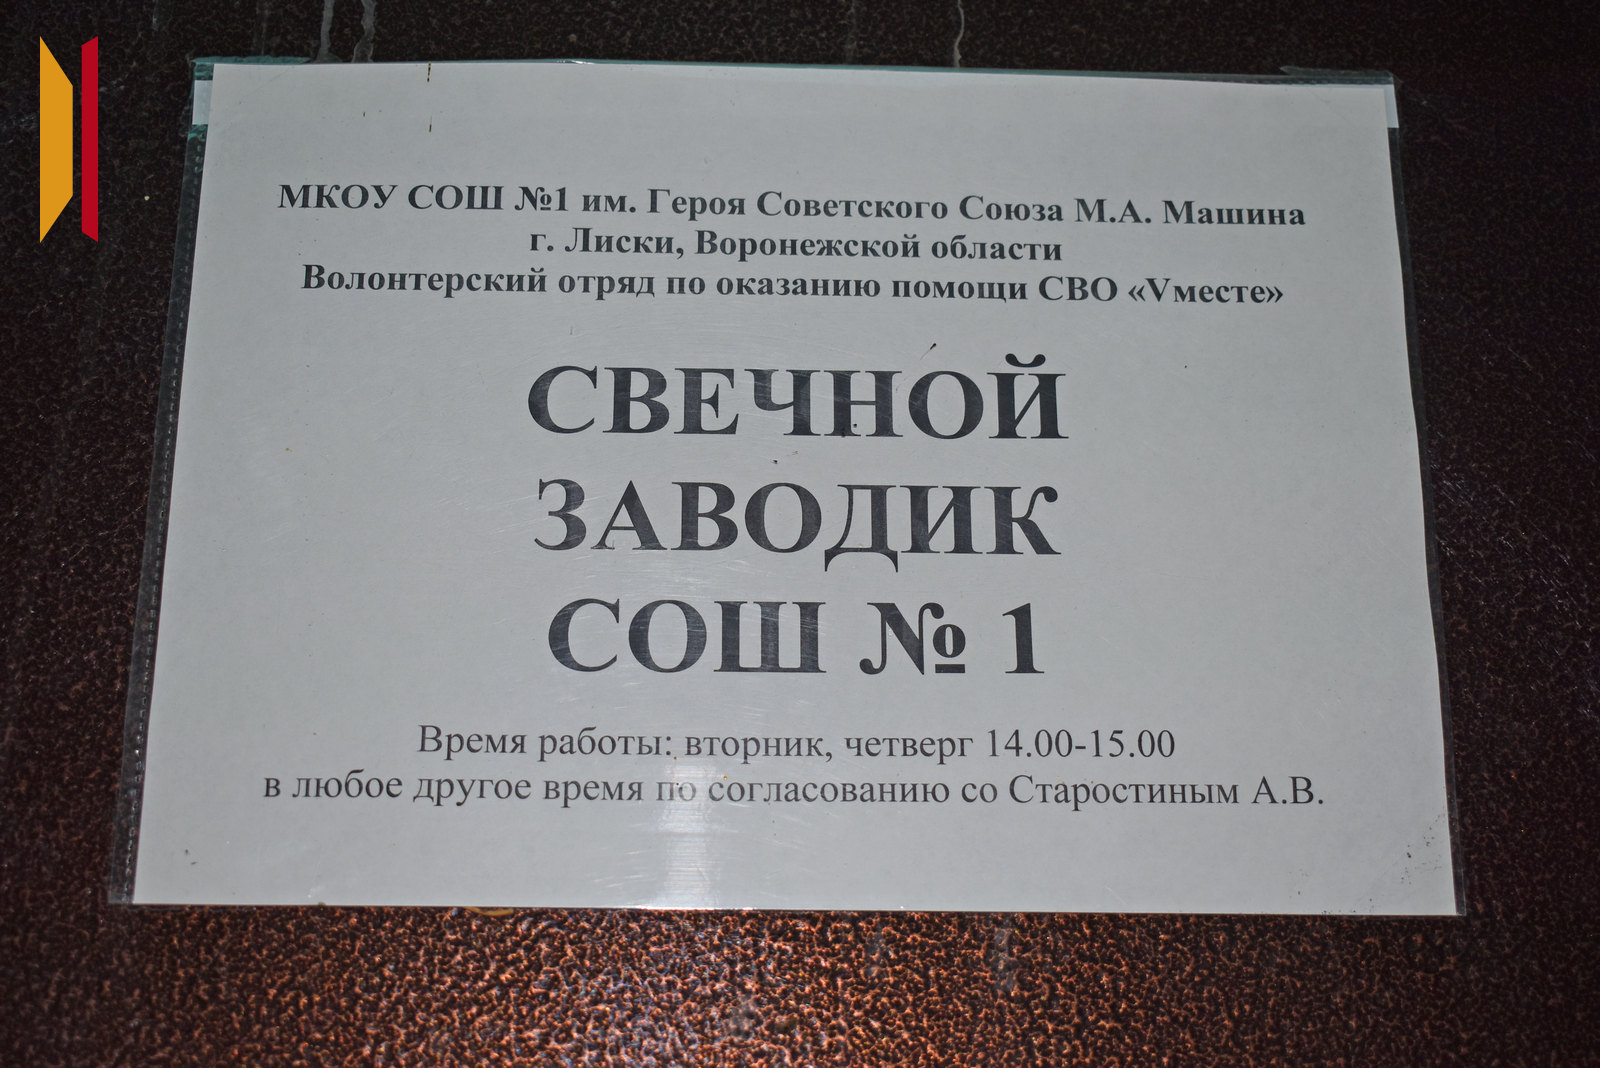 МКОУ СОШ №1 им. Героя Советского Союза М.А. Машина
г. Лиски, Воронежской области
Волонтерский отряд по оказанию помощи СВО «Vместе»
СВЕЧНОЙ
ЗАВОДИК
СОШ № 1
Время работы: вторник, четверг 14.00-15.00
в любое другое время по согласованию со Старостиным А.В.